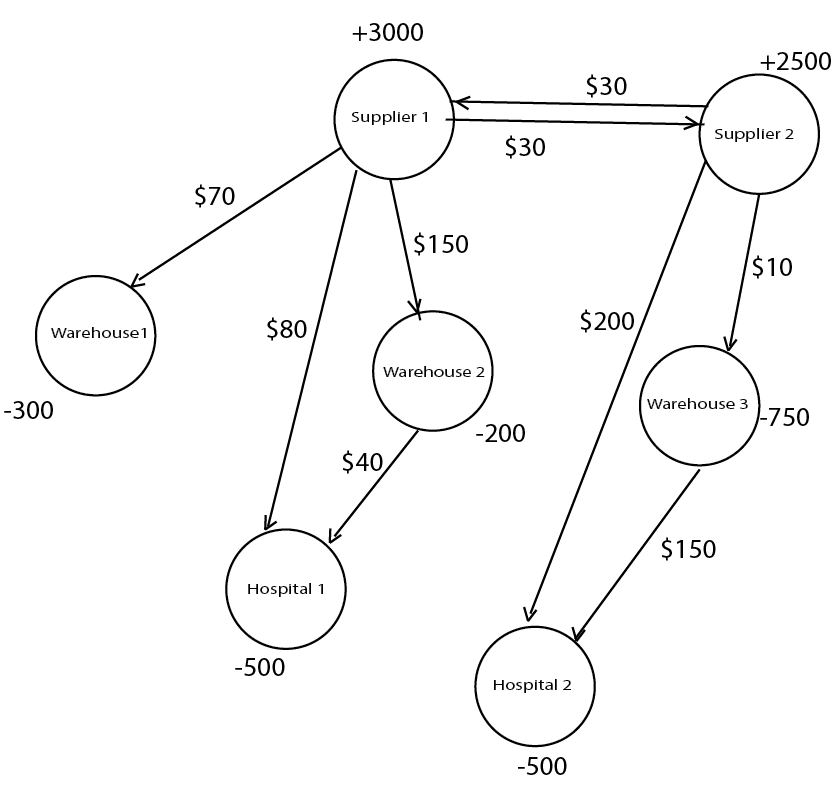 +3000
+2500
Supplier 1
$30
Supplier 2
$30
$70
$150
$10
$80
$200
Warehouse1
Warehouse 2
Warehouse 3
-300
-200
-750
$40
$150
Hospital 1
-500
Hospital 2
-500